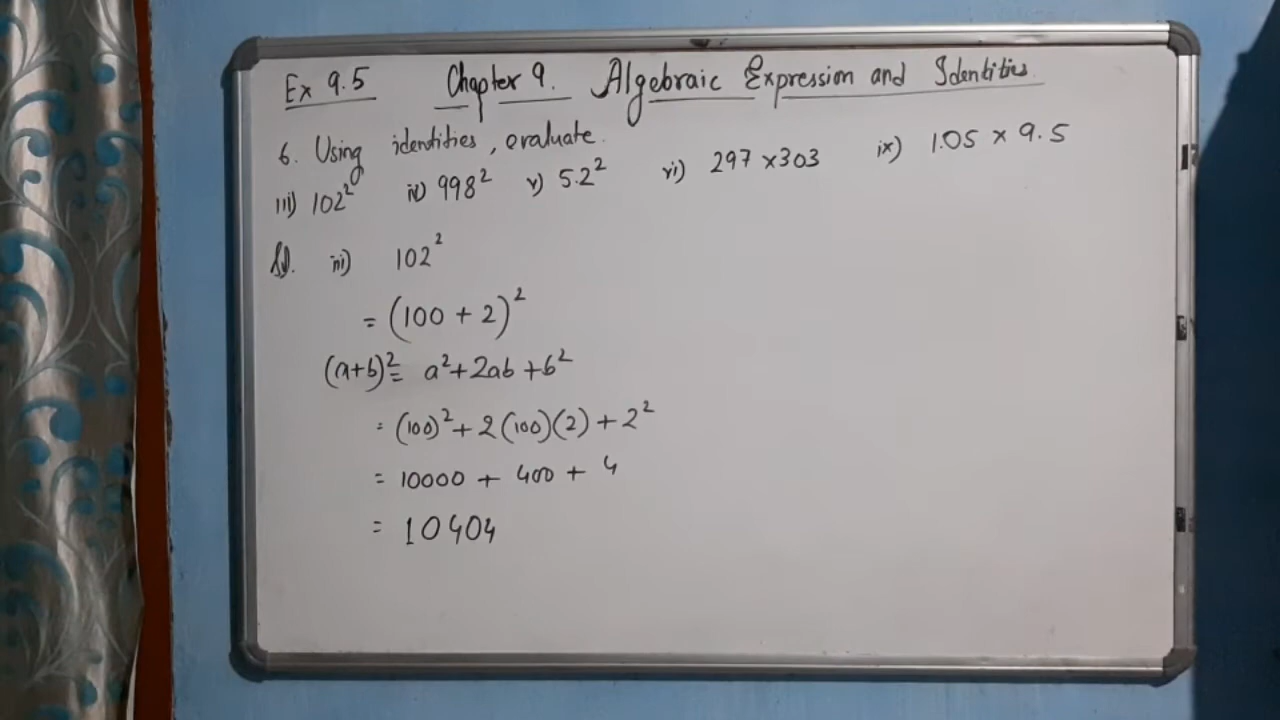 Ex 9.5 Chapter 9. Algebraic Expression and Identities.
6. Using identities, evaluate.
iii) 102² iv) 998² v) 5.2² vi) 297 × 303 ix) 1.05 × 9.5
Sol. iii) 102²
= (100 + 2)²
(a+b)² = a² + 2ab + b²
= (100)² + 2(100)(2) + 2²
= 10000 + 400 + 4
= 10404